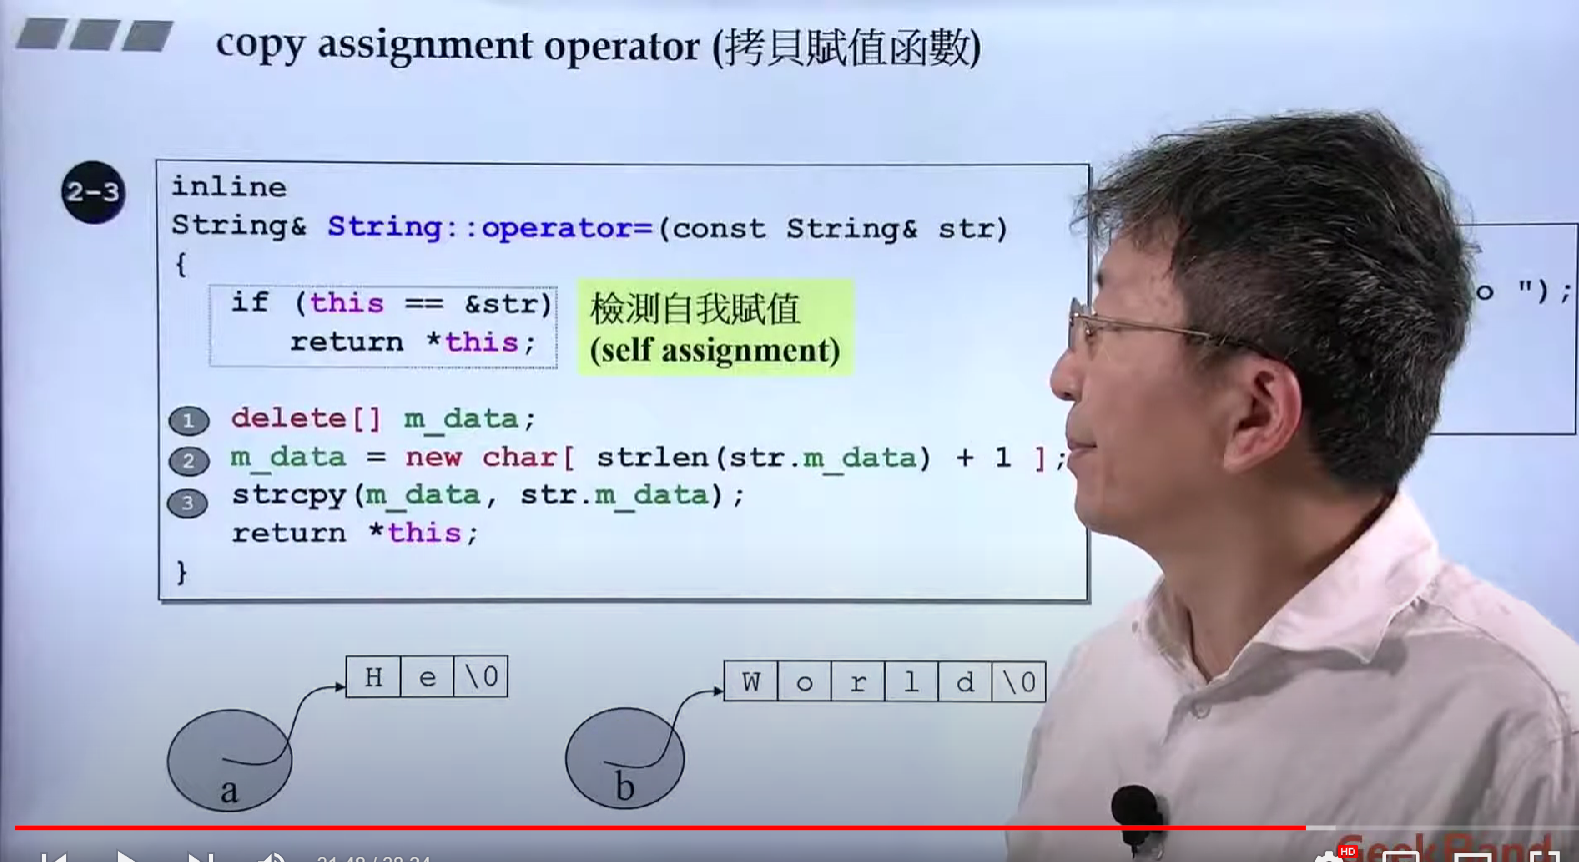 copy assignment operator (拷貝賦值函數)
2-3
inline
String& String::operator=(const String& str)
{
if (this == &str)
return *this;
檢測自我賦值
(self assignment)
1 delete[] m_data;
2 m_data = new char[ strlen(str.m_data) + 1 ];
3 strcpy(m_data, str.m_data);
return *this;
}
o ");
H e \0
W o r l d \0
a
b
HD